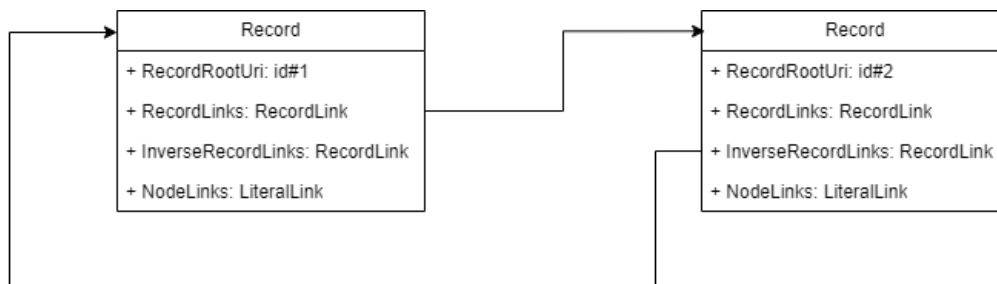 Record
+ RecordRootUri: id#1
+ RecordLinks: RecordLink
+ InverseRecordLinks: RecordLink
+ NodeLinks: LiteralLink
Record
+ RecordRootUri: id#2
+ RecordLinks: RecordLink
+ InverseRecordLinks: RecordLink
+ NodeLinks: LiteralLink